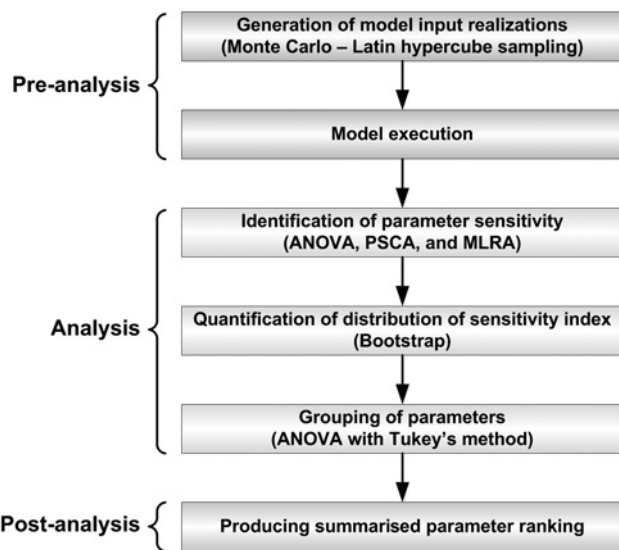 Pre-analysis
Generation of model input realizations
(Monte Carlo – Latin hypercube sampling)
Model execution
Analysis
Identification of parameter sensitivity
(ANOVA, PSCA, and MLRA)
Quantification of distribution of sensitivity index
(Bootstrap)
Grouping of parameters
(ANOVA with Tukey's method)
Post-analysis
Producing summarised parameter ranking